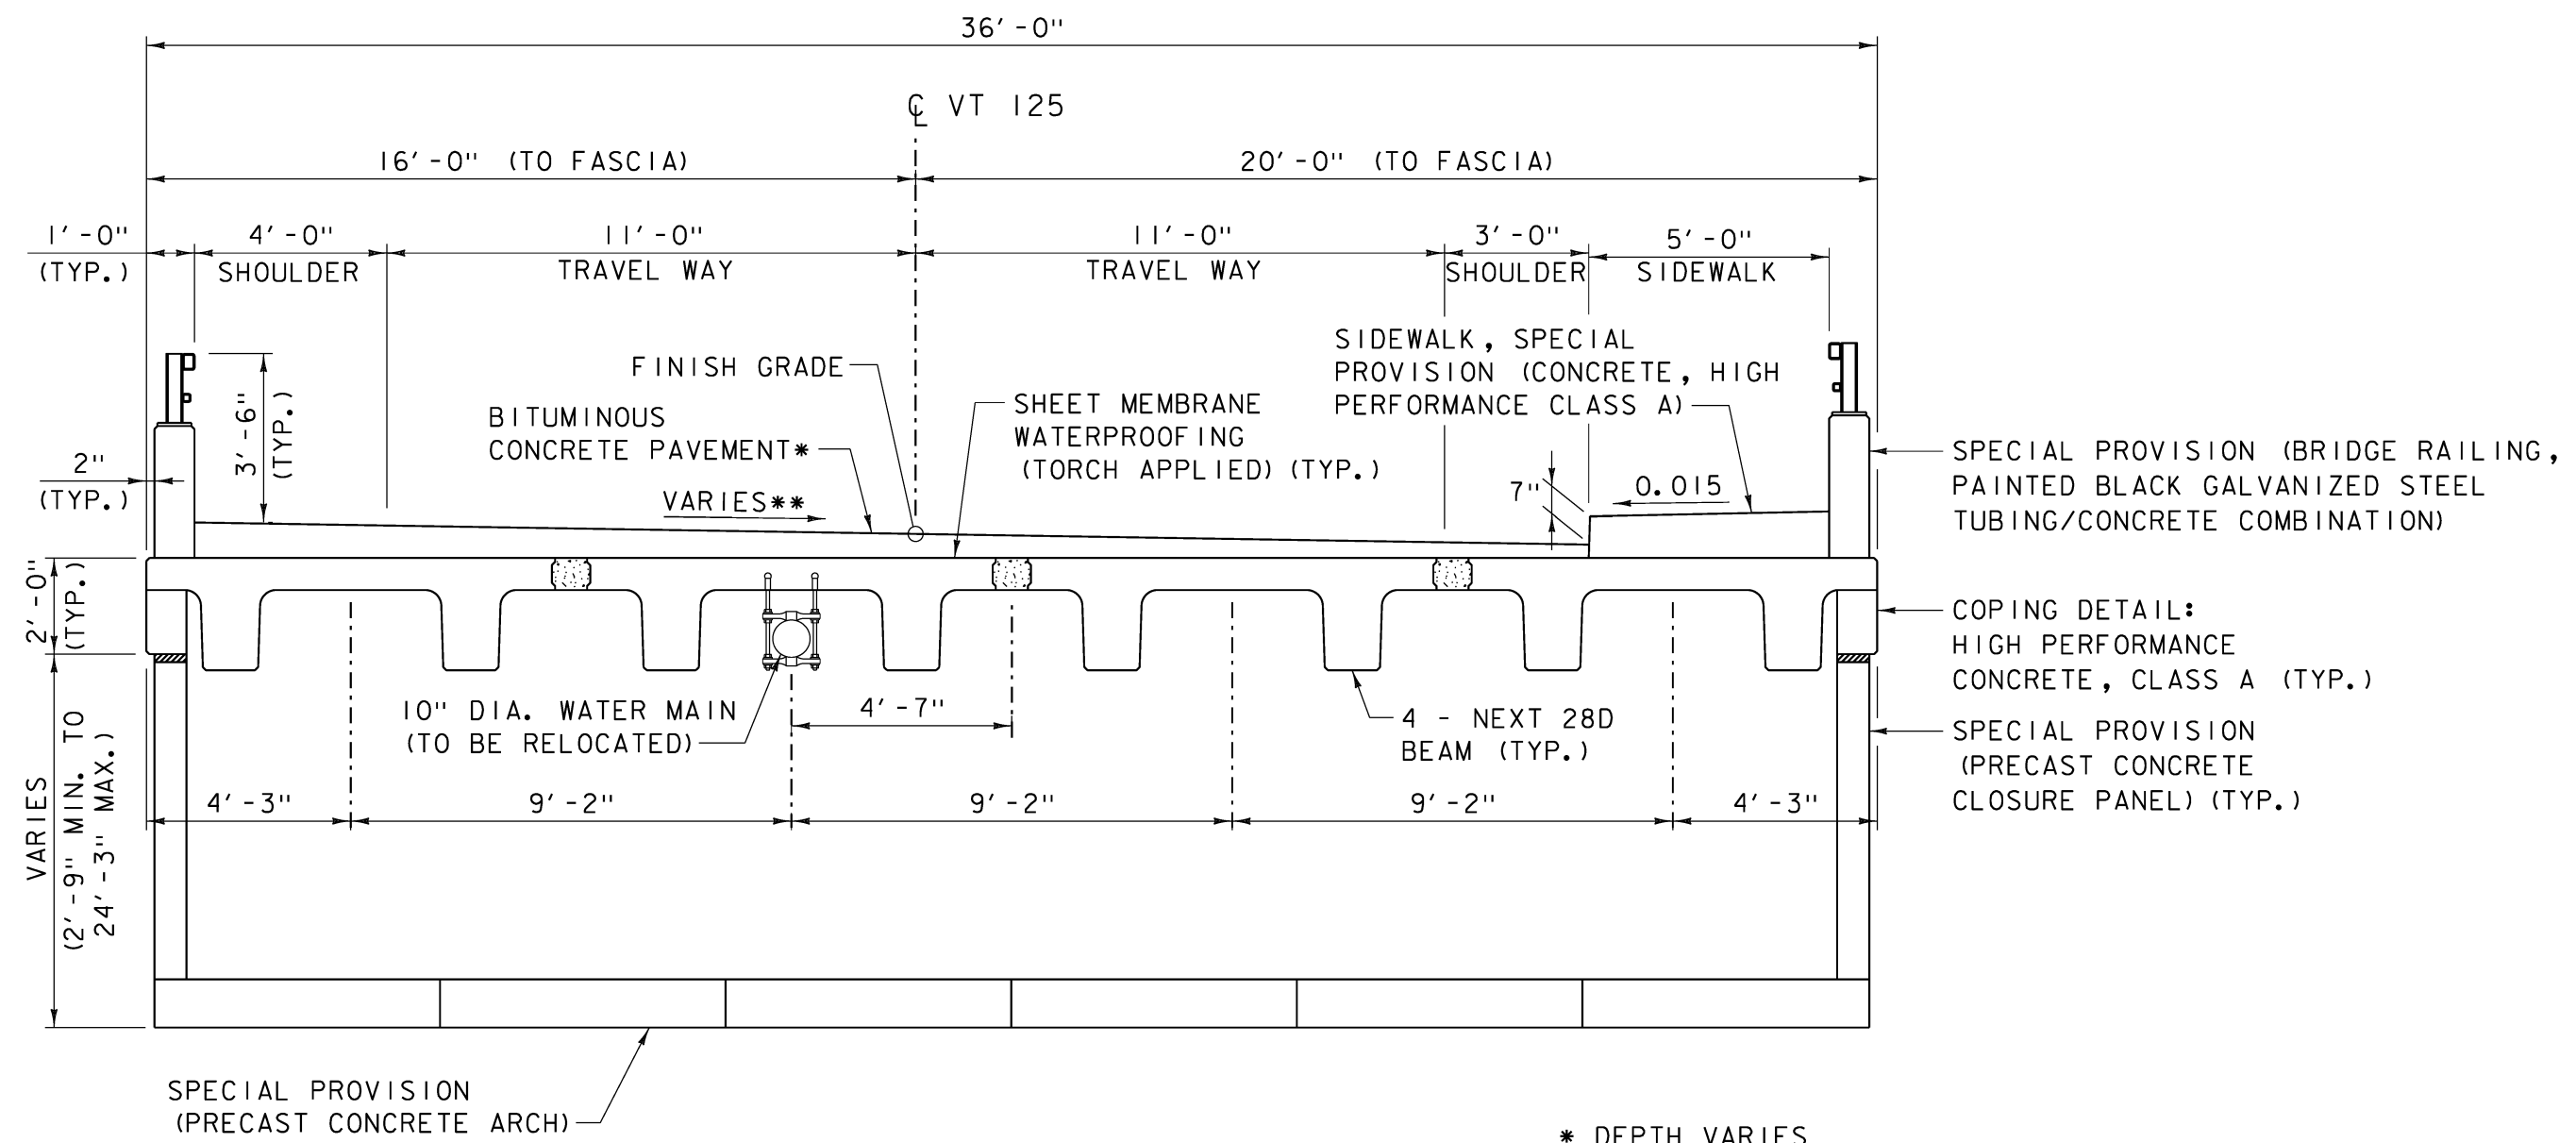 36'-0"
℄ VT 125
16'-0" (TO FASCIA)
20'-0" (TO FASCIA)
1'-0"
(TYP.)
4'-0"
SHOULDER
11'-0"
TRAVEL WAY
11'-0"
TRAVEL WAY
3'-0"
SHOULDER
5'-0"
SIDEWALK
SIDEWALK, SPECIAL
PROVISION (CONCRETE, HIGH
PERFORMANCE CLASS A)
FINISH GRADE
3'-6"
(TYP.)
BITUMINOUS
CONCRETE PAVEMENT*
SHEET MEMBRANE
WATERPROOFING
(TORCH APPLIED) (TYP.)
2"
(TYP.)
VARIES**
7"
0.015
SPECIAL PROVISION (BRIDGE RAILING,
PAINTED BLACK GALVANIZED STEEL
TUBING/CONCRETE COMBINATION)
2'-0"
(TYP.)
COPING DETAIL:
HIGH PERFORMANCE
CONCRETE, CLASS A (TYP.)
10" DIA. WATER MAIN
(TO BE RELOCATED)
4'-7"
4 - NEXT 28D
BEAM (TYP.)
SPECIAL PROVISION
(PRECAST CONCRETE
CLOSURE PANEL) (TYP.)
VARIES
(2'-9" MIN. TO
24'-3" MAX.)
4'-3"
9'-2"
9'-2"
9'-2"
4'-3"
SPECIAL PROVISION
(PRECAST CONCRETE ARCH)
* DEPTH VARIES